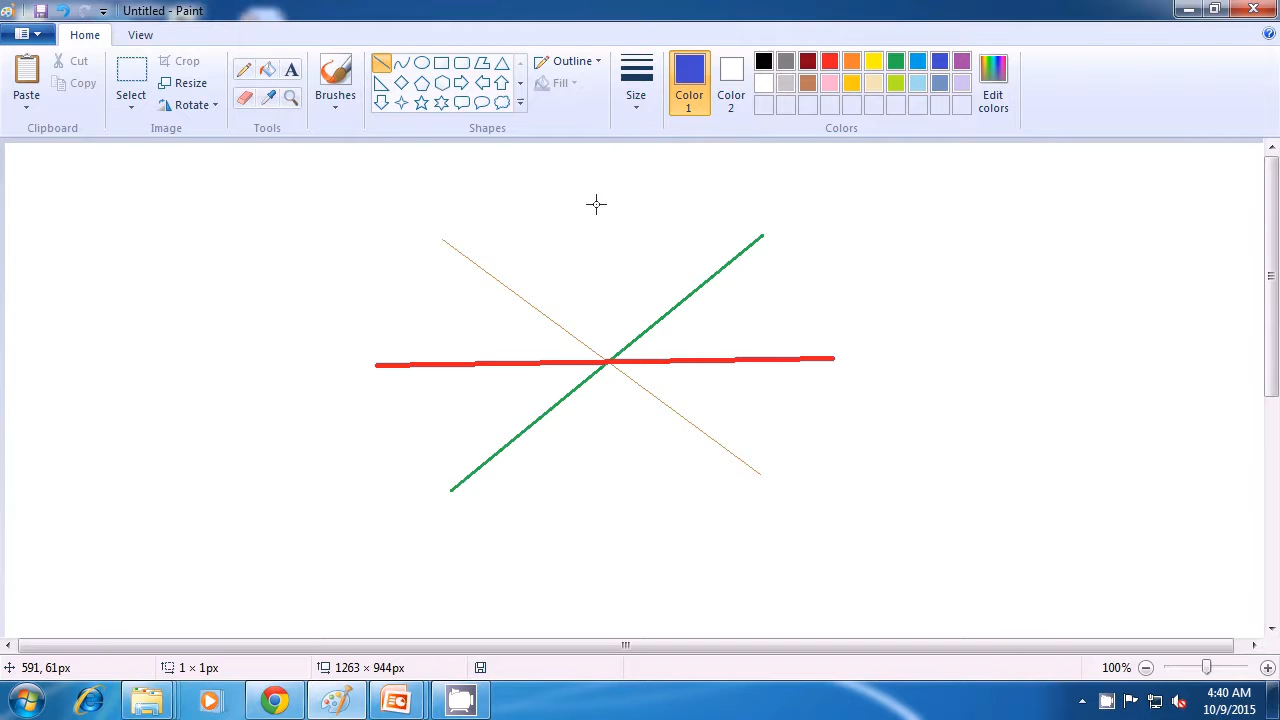 Untitled - Paint
Home View
Paste
Cut
Copy
Clipboard
Select
Crop
Resize
Rotate
Image
A
Tools
Brushes
Shapes
Outline
Fill
Size
Color 1
Color 2
Edit colors
Colors
591, 61px
1 × 1px
1263 × 944px
100%
4:40 AM
10/9/2015